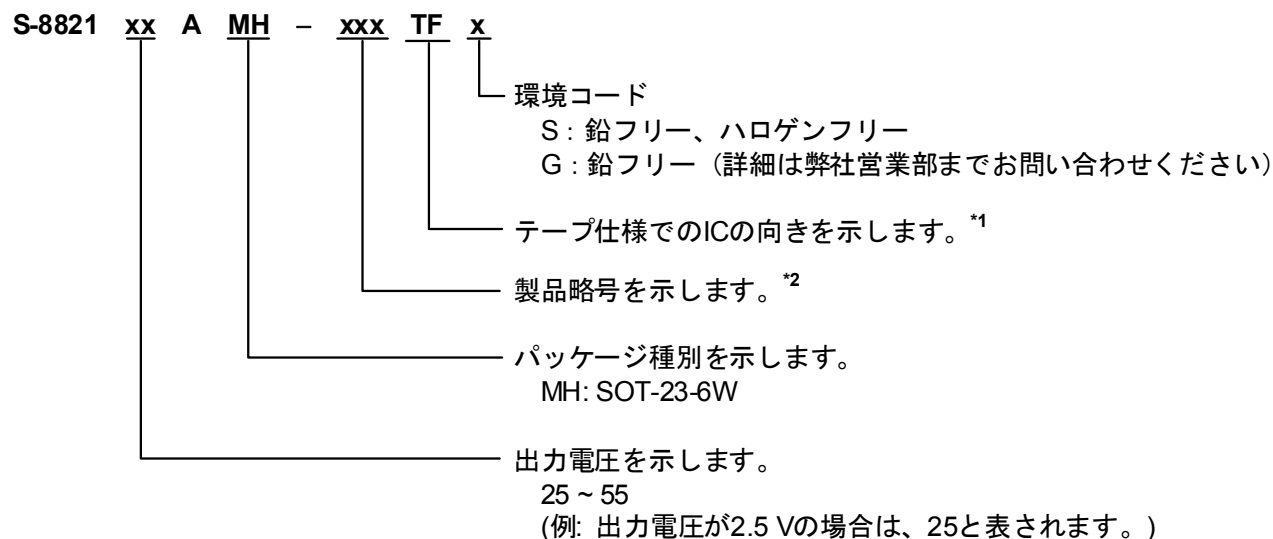 S-8821 xx A MH – xxx TF x
環境コード
S : 鉛フリー、ハロゲンフリー
G : 鉛フリー（詳細は弊社営業部までお問い合わせください）
テープ仕様でのICの向きを示します。*1
製品略号を示します。*2
パッケージ種別を示します。
MH: SOT-23-6W
出力電圧を示します。
25 ~ 55
(例: 出力電圧が2.5 Vの場合は、25と表されます。)